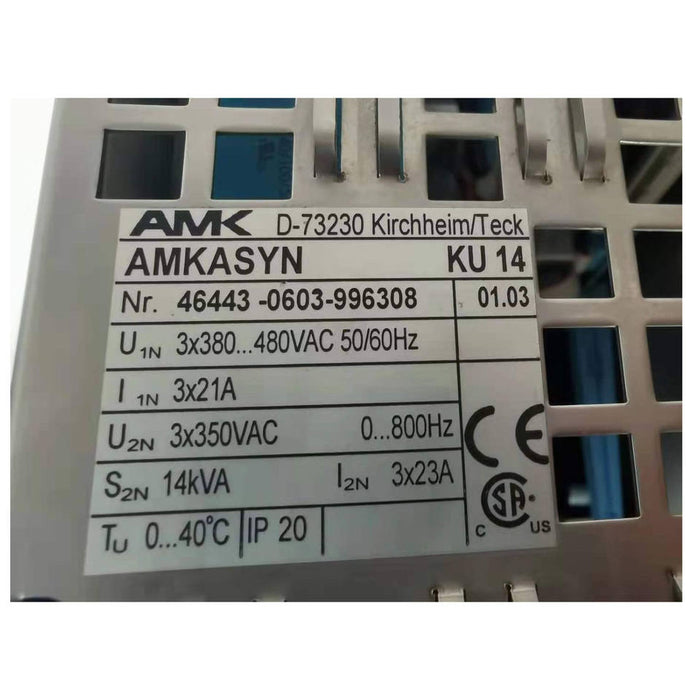 AMK D-73230 Kirchheim/Teck
AMKASYN KU 14
Nr. 46443 -0603-996308 01.03
U1N 3x380...480VAC 50/60Hz
I 1N 3x21A
U2N 3x350VAC 0...800Hz
S2N 14kVA I2N 3x23A
TU 0...40°C IP 20
CE
SA
C US